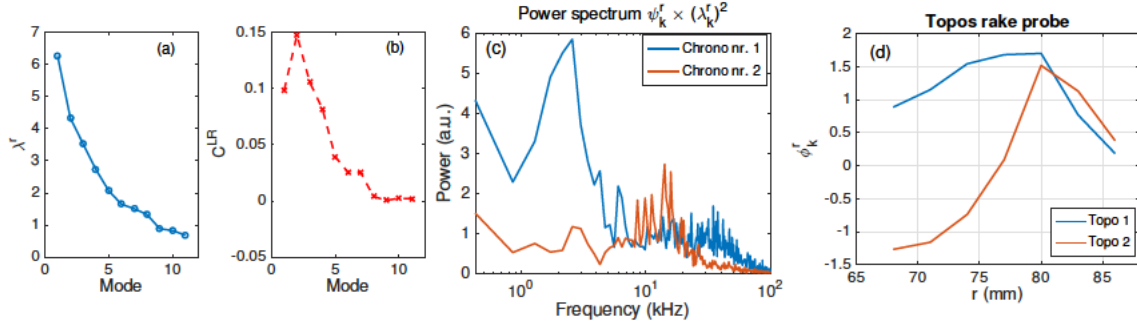 (a)
7
6
5
4
3
2
1
0
λ^r
0
5
10
Mode
(b)
0.15
0.1
0.05
0
-0.05
C^LR
0
5
10
Mode
Power spectrum ψ_k^r × (λ_k^r)^2
(c)
Chrono nr. 1
Chrono nr. 2
6
5
4
3
2
1
0
Power (a.u.)
10^0
10^1
10^2
Frequency (kHz)
Topos rake probe
(d)
2
1.5
1
0.5
0
-0.5
-1
-1.5
ϕ_k^r
Topo 1
Topo 2
65
70
75
80
85
r (mm)